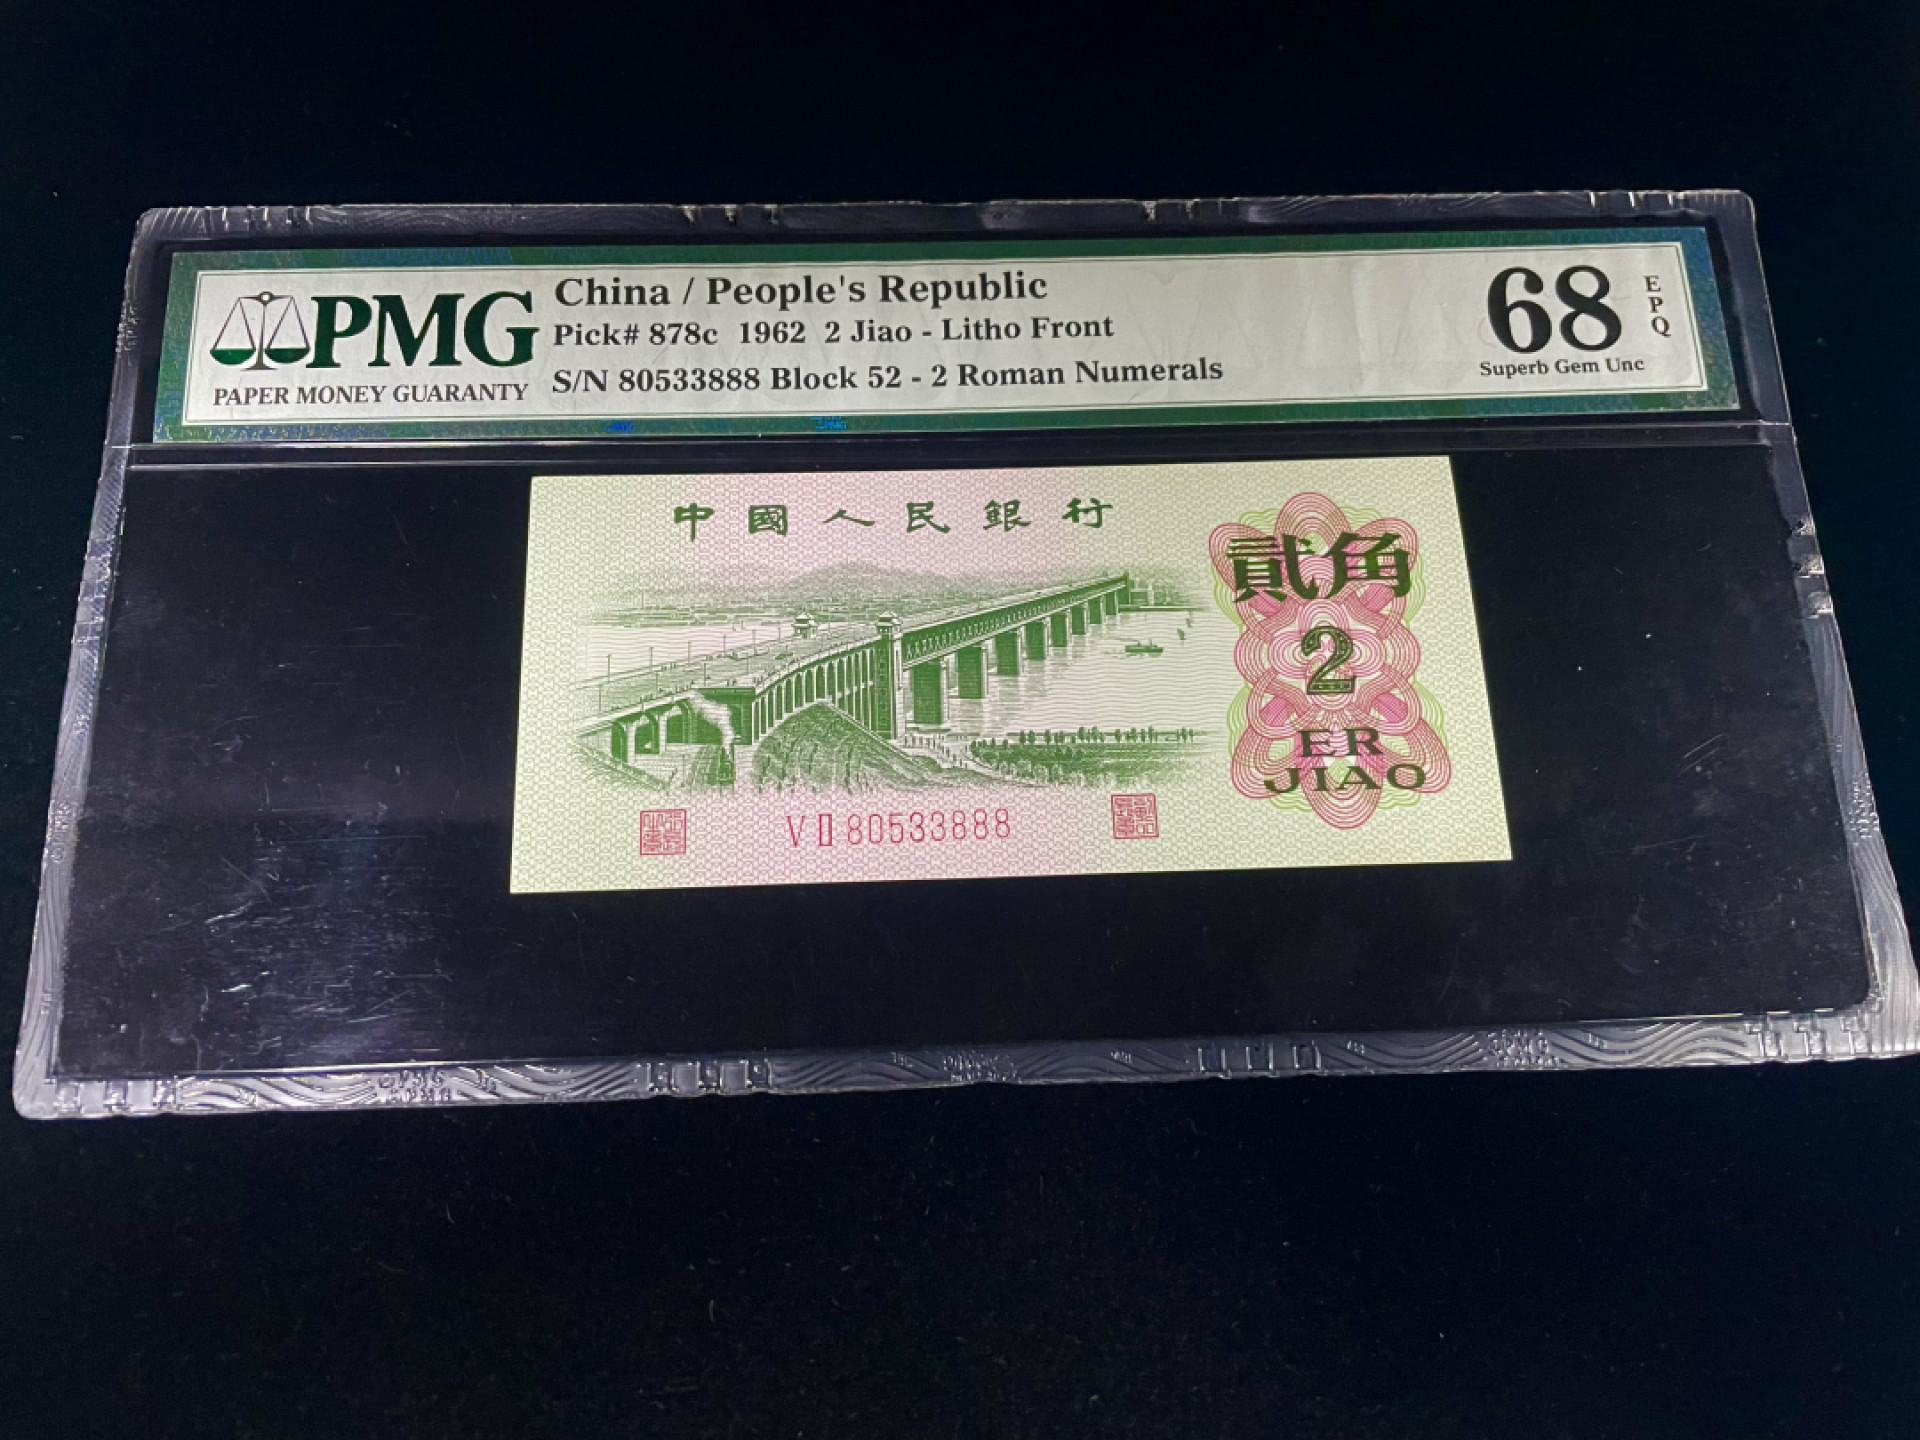 PMG
PAPER MONEY GUARANTY
China / People's Republic
Pick# 878c 1962 2 Jiao - Litho Front
S/N 80533888 Block 52 - 2 Roman Numerals
68
EPQ
Superb Gem Unc
中國人民銀行
貳角
2
ER
JIAO
V II 80533888